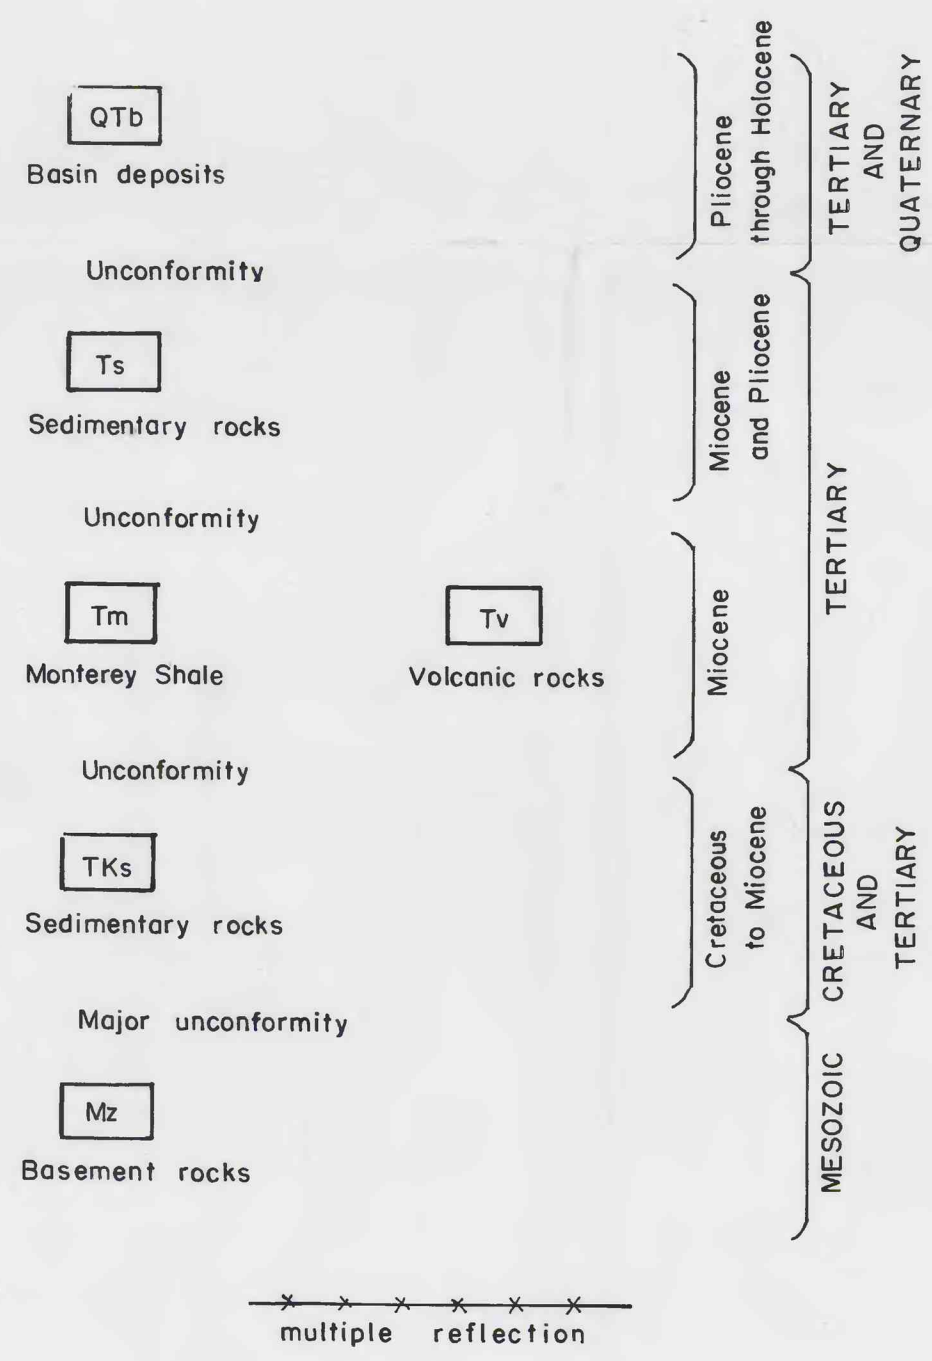 QTb
Basin deposits
Unconformity
Ts
Sedimentary rocks
Unconformity
Tm
Monterey Shale
Tv
Volcanic rocks
Unconformity
TKs
Sedimentary rocks
Major unconformity
Mz
Basement rocks
Pliocene
through Holocene
Miocene
and Pliocene
Miocene
Cretaceous
to Miocene
TERTIARY
AND
QUATERNARY
TERTIARY
CRETACEOUS
AND
TERTIARY
MESOZOIC
multiple reflection